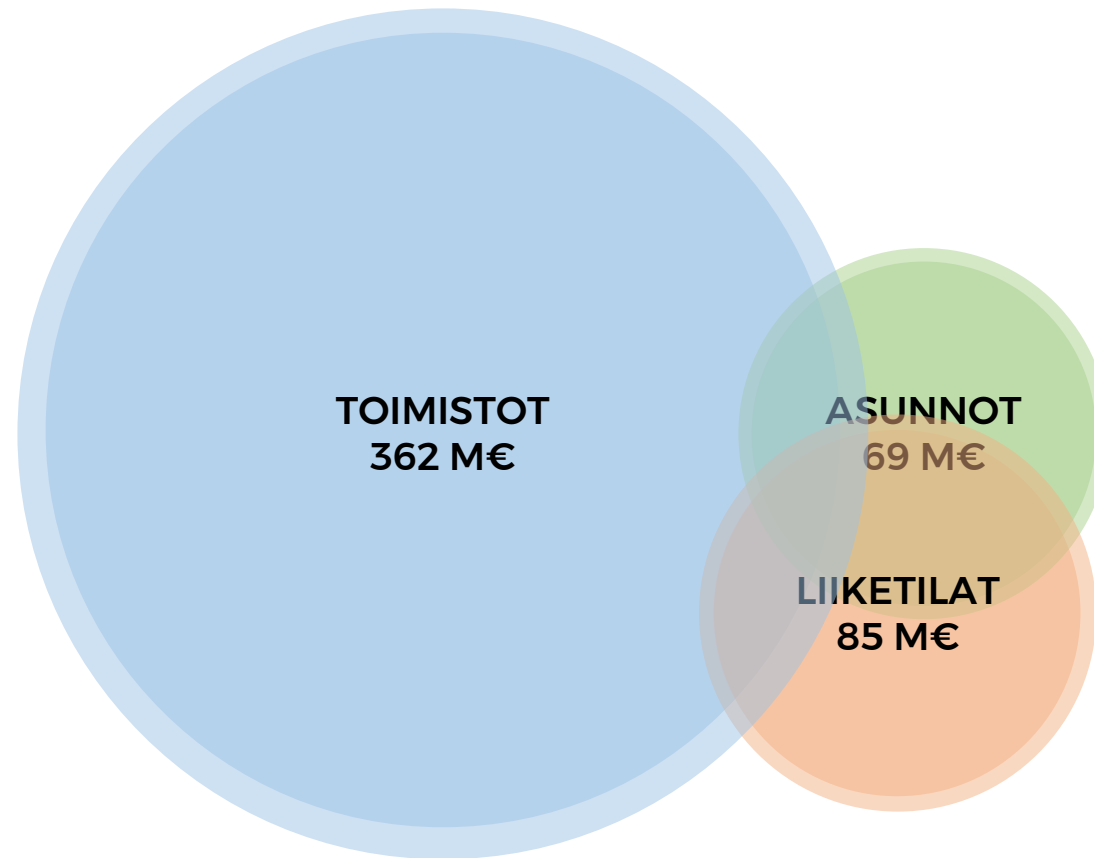 TOIMISTOT
362 M€
ASUNNOT
69 M€
LIIKETILAT
85 M€